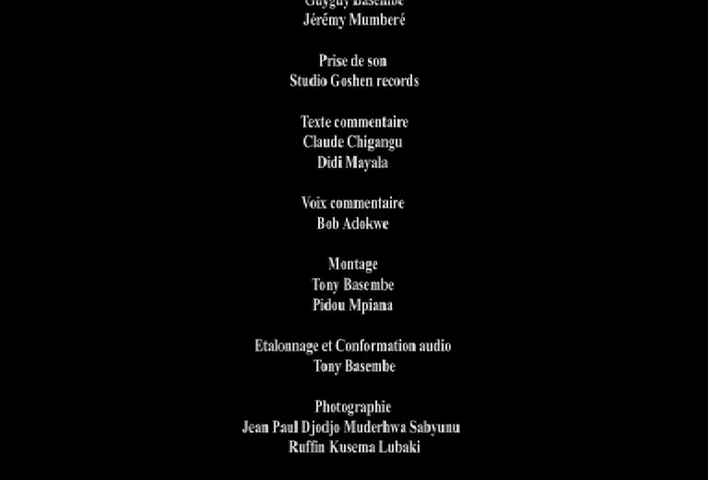 Guyguy Basembe
Jérémy Mumberé
Prise de son
Studio Goshen records
Texte commentaire
Claude Chigangu
Didi Mayala
Voix commentaire
Bob Adokwe
Montage
Tony Basembe
Pidou Mpiana
Etalonnage et Conformation audio
Tony Basembe
Photographie
Jean Paul Djodjo Muderhwa Sabyunu
Ruffin Kusema Lubaki